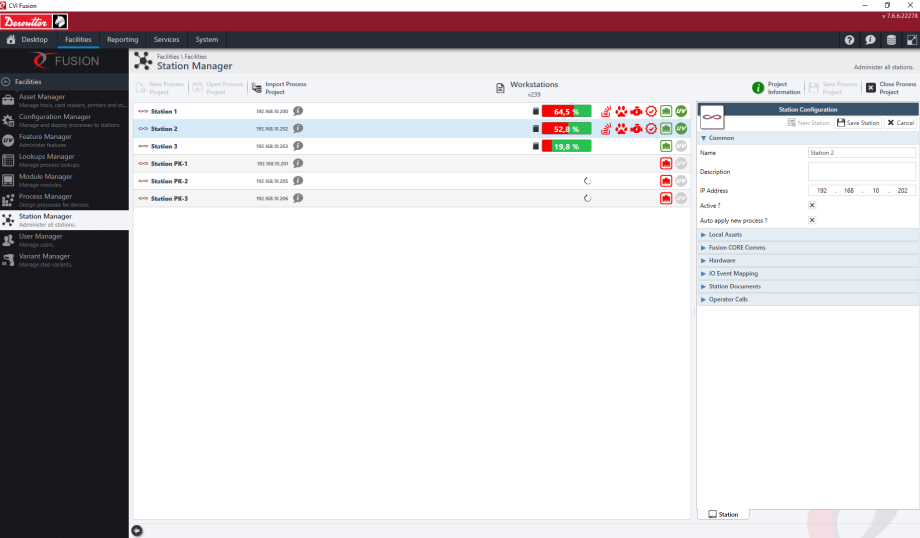 CVI Fusion
Desoutter
v 7.6.6.22278
Desktop Facilities Reporting Services System
FUSION
Facilities \ Facilities
Station Manager
Administer all stations.
Facilities
Asset Manager
Manage tools, card readers, printers and ot...
Configuration Manager
Manage and deploy processes to stations
Feature Manager
Administer features
Lookups Manager
Manage process lookups.
Module Manager
Manage modules.
Process Manager
Design processes for devices.
Station Manager
Administer all stations.
User Manager
Manage users.
Variant Manager
Manage step variants.
New Process Project
Open Process Project
Import Process Project
Workstations
v239
Project Information
Save Process Project
Close Process Project
Station 1 192.168.10.200 64,5 % UV
Station 2 192.168.10.202 52,8 % UV
Station 3 192.168.10.203 19,8 % UV
Station PK-1 192.168.10.201 UV
Station PK-2 192.168.10.205 UV
Station PK-3 192.168.10.206 UV
Station Configuration
New Station Save Station Cancel
Common
Name Station 2
Description
IP Address 192 . 168 . 10 . 202
Active ?
Auto apply new process ?
Local Assets
Fusion CORE Comms
Hardware
IO Event Mapping
Station Documents
Operator Calls
Station